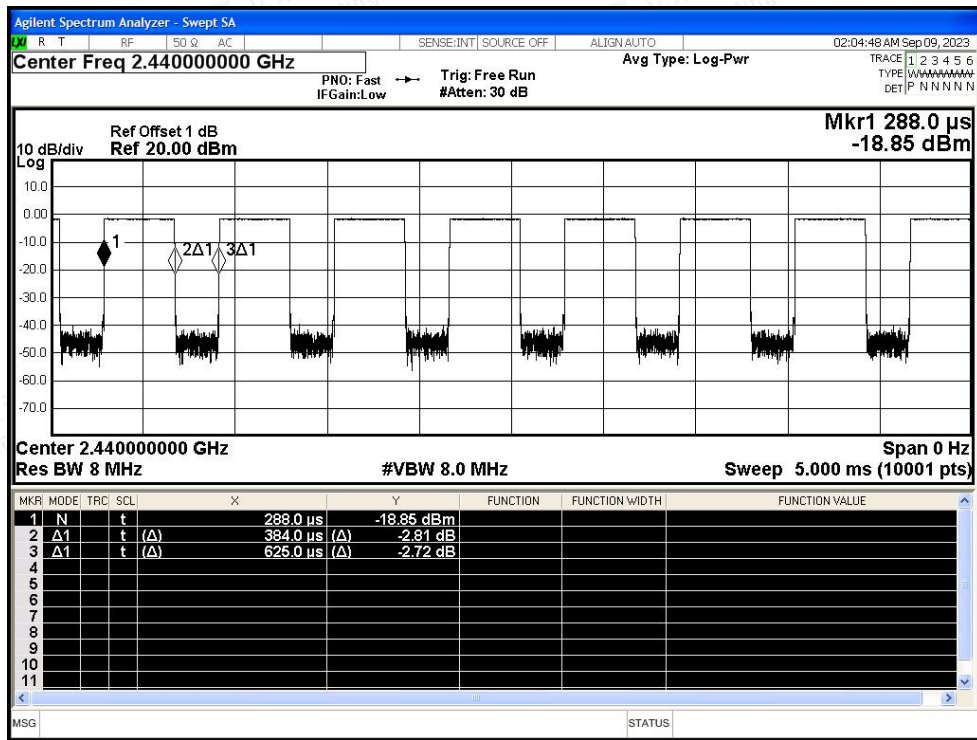 Agilent Spectrum Analyzer - Swept SA
LXI R T RF 50 Ω AC SENSE:INT SOURCE OFF ALIGN AUTO 02:04:48 AM Sep 09, 2023
Center Freq 2.440000000 GHz
Avg Type: Log-Pwr
TRACE 1 2 3 4 5 6
TYPE WWWWWW
DET P N N N N N
PNO: Fast
IFGain:Low
Trig: Free Run
#Atten: 30 dB
Mkr1 288.0 µs
-18.85 dBm
Ref Offset 1 dB
10 dB/div Ref 20.00 dBm
Log
10.0
0.00
-10.0
-20.0
-30.0
-40.0
-50.0
-60.0
-70.0
1
2Δ1
3Δ1
Center 2.440000000 GHz Span 0 Hz
Res BW 8 MHz #VBW 8.0 MHz Sweep 5.000 ms (10001 pts)
MKR MODE TRC SCL X Y FUNCTION FUNCTION WIDTH FUNCTION VALUE
1 N t 288.0 µs -18.85 dBm
2 Δ1 t (Δ) 384.0 µs (Δ) -2.81 dB
3 Δ1 t (Δ) 625.0 µs (Δ) -2.72 dB
4
5
6
7
8
9
10
11
MSG STATUS